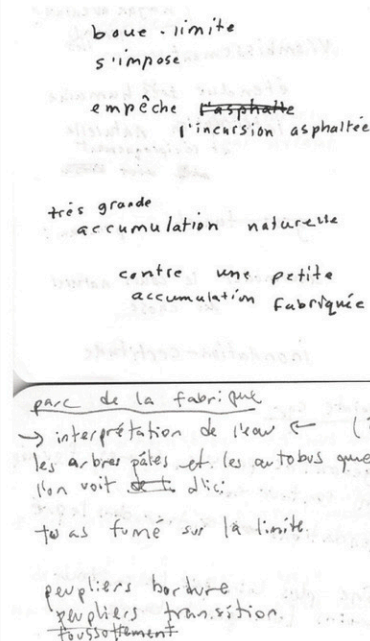 boue-limite
s'impose
empêche l'asphalte
l'incursion asphaltée
très grande
accumulation naturelle
contre une petite
accumulation fabriquée
parc de la fabrique
→ interprétation de l'eau ←
les arbres pâles et les autobus que
l'on voit d'ici
tu as fumé sur la limite.
peupliers bordure
peupliers transition
toussottement